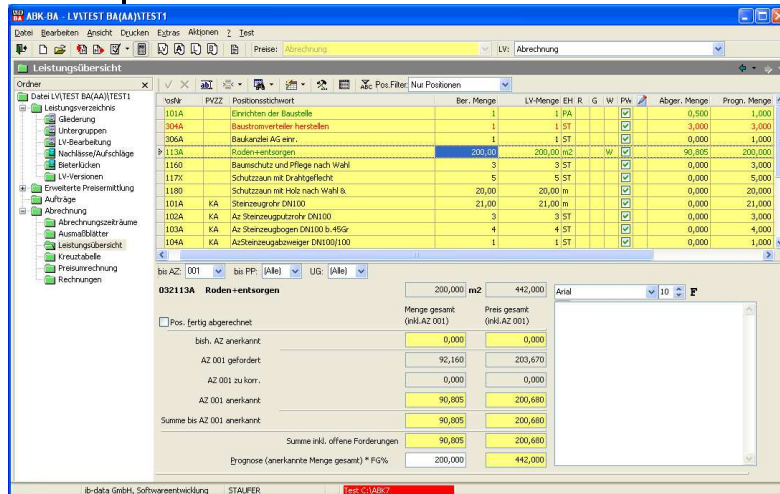 ABK-BA - LV\TEST BA(AA)\TEST1
Datei Bearbeiten Ansicht Drucken Extras Aktionen ? Test
Preise: Abrechnung LV: Abrechnung
Leistungsübersicht
Ordner
Pos.Filter Nur Positionen
Datei LV\(TEST BA(AA)\TEST1
Leistungsverzeichnis
Gliederung
Untergruppen
LV-Bearbeitung
Nachlässe/Aufschläge
Bieterlücken
LV-Versionen
Erweiterte Preisermittlung
Aufträge
Abrechnung
Abrechnungszeiträume
Ausmaßblätter
Leistungsübersicht
Kreuztabelle
Preisumrechnung
Rechnungen
PosNr PVZZ Positionsstichwort Ber. Menge LV-Menge EH R G W PW Abger. Menge Progn. Menge
101A Einrichten der Baustelle 1 1 PA 0,500 1,000
304A Baustromverteiler herstellen 1 1 ST 3,000 3,000
306A Baukanzlei AG einr. 1 1 ST 0,000 1,000
113A Roden+entsorgen 200,00 200,00 m2 W 90,805 200,000
1160 Baumschutz und Pflege nach Wahl 3 3 ST 0,000 3,000
117X Schutzzaun mit Drahtgeflecht 5 5 ST 0,000 5,000
1180 Schutzzaun mit Holz nach Wahl & 20,00 20,00 m 0,000 20,000
101A KA Steinzeugrohr DN100 21,00 21,00 m 0,000 21,000
102A KA Az Steinzeugputzrohr DN100 3 3 ST 0,000 3,000
103A KA Az Steinzeugbogen DN100 b.45Gr 4 4 ST 0,000 4,000
104A KA AzSteinzeugabzweiger DN100/100 1 1 ST 0,000 1,000
bis AZ: 001 bis PP: (Alle) UG: (Alle)
032113A Roden+entsorgen 200,000 m2 442,000 Arial 10 F
Menge gesamt (inkl.AZ 001) Preis gesamt (inkl.AZ 001)
Pos. fertig abgerechnet
bish. AZ anerkannt 0,000 0,000
AZ 001 gefordert 92,160 203,670
AZ 001 zu korr. 0,000 0,000
AZ 001 anerkannt 90,805 200,680
Summe bis AZ 001 anerkannt 90,805 200,680
Summe inkl. offene Forderungen 90,805 200,680
Prognose (anerkannte Menge gesamt) * FG% 200,000 442,000
ib-data GmbH, Softwareentwicklung STAUFER Test C:\ABK7